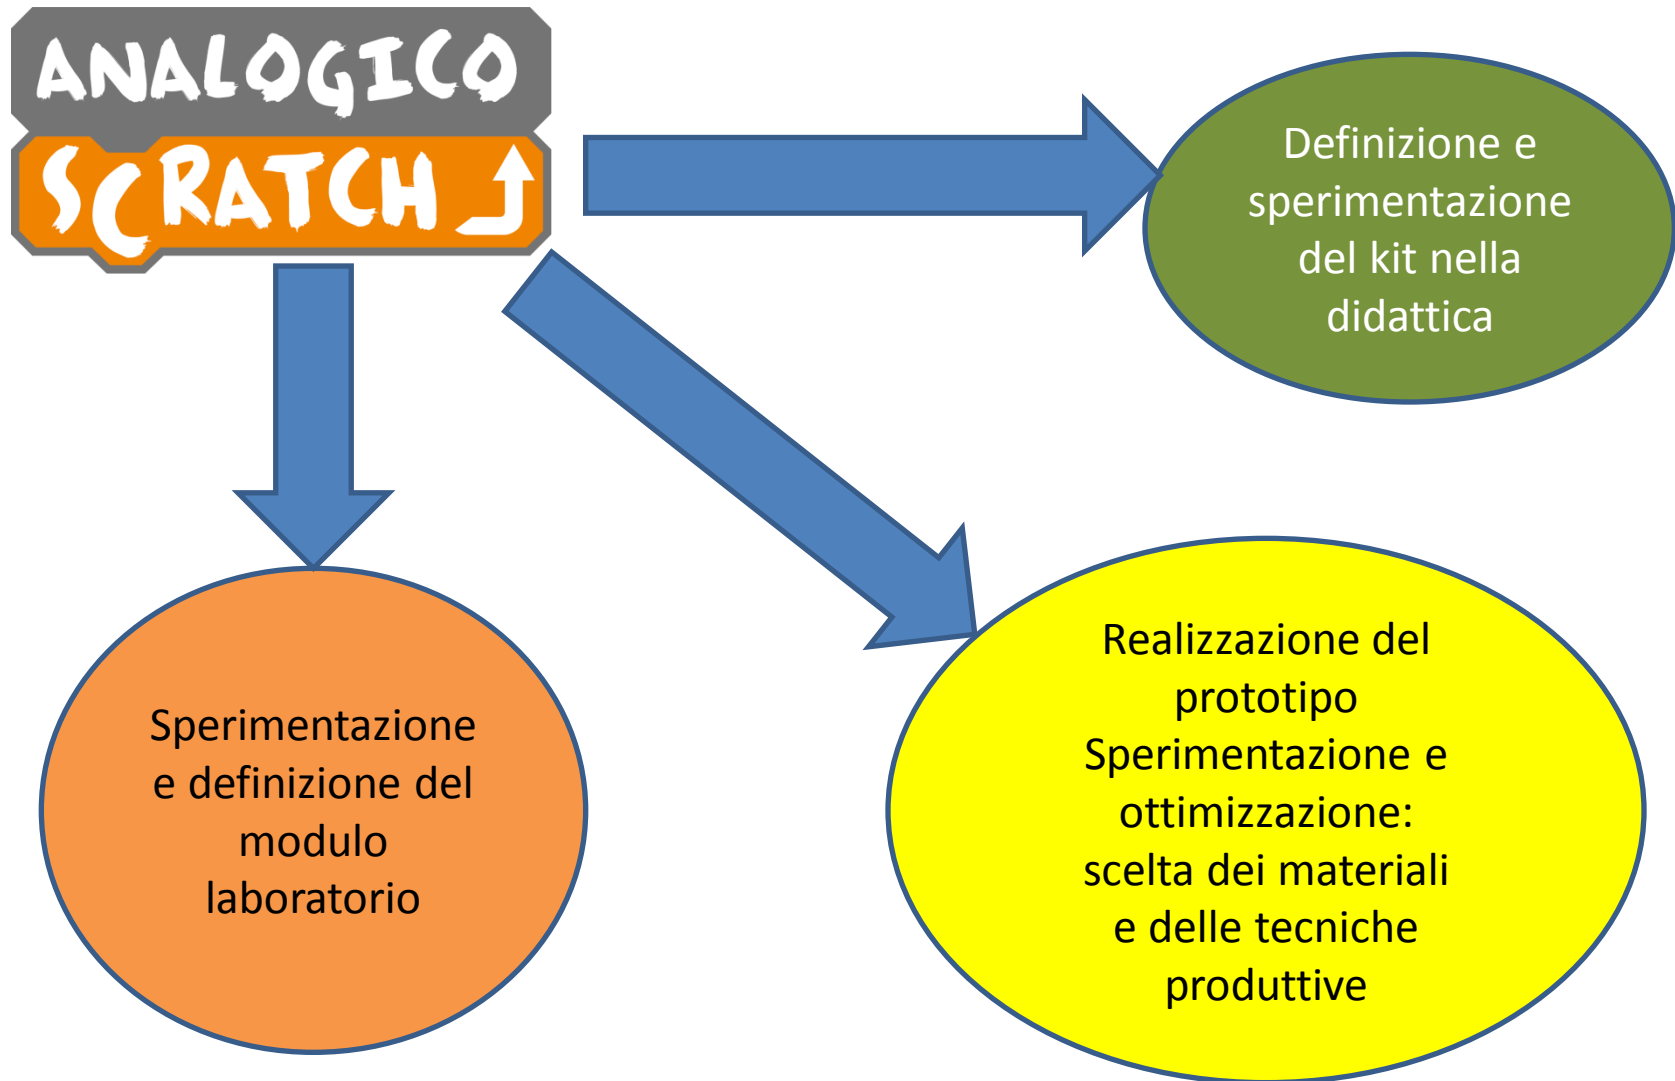 ANALOGICO
SCRATCH
Definizione e
sperimentazione
del kit nella
didattica
Sperimentazione
e definizione del
modulo
laboratorio
Realizzazione del
prototipo
Sperimentazione e
ottimizzazione:
scelta dei materiali
e delle tecniche
produttive